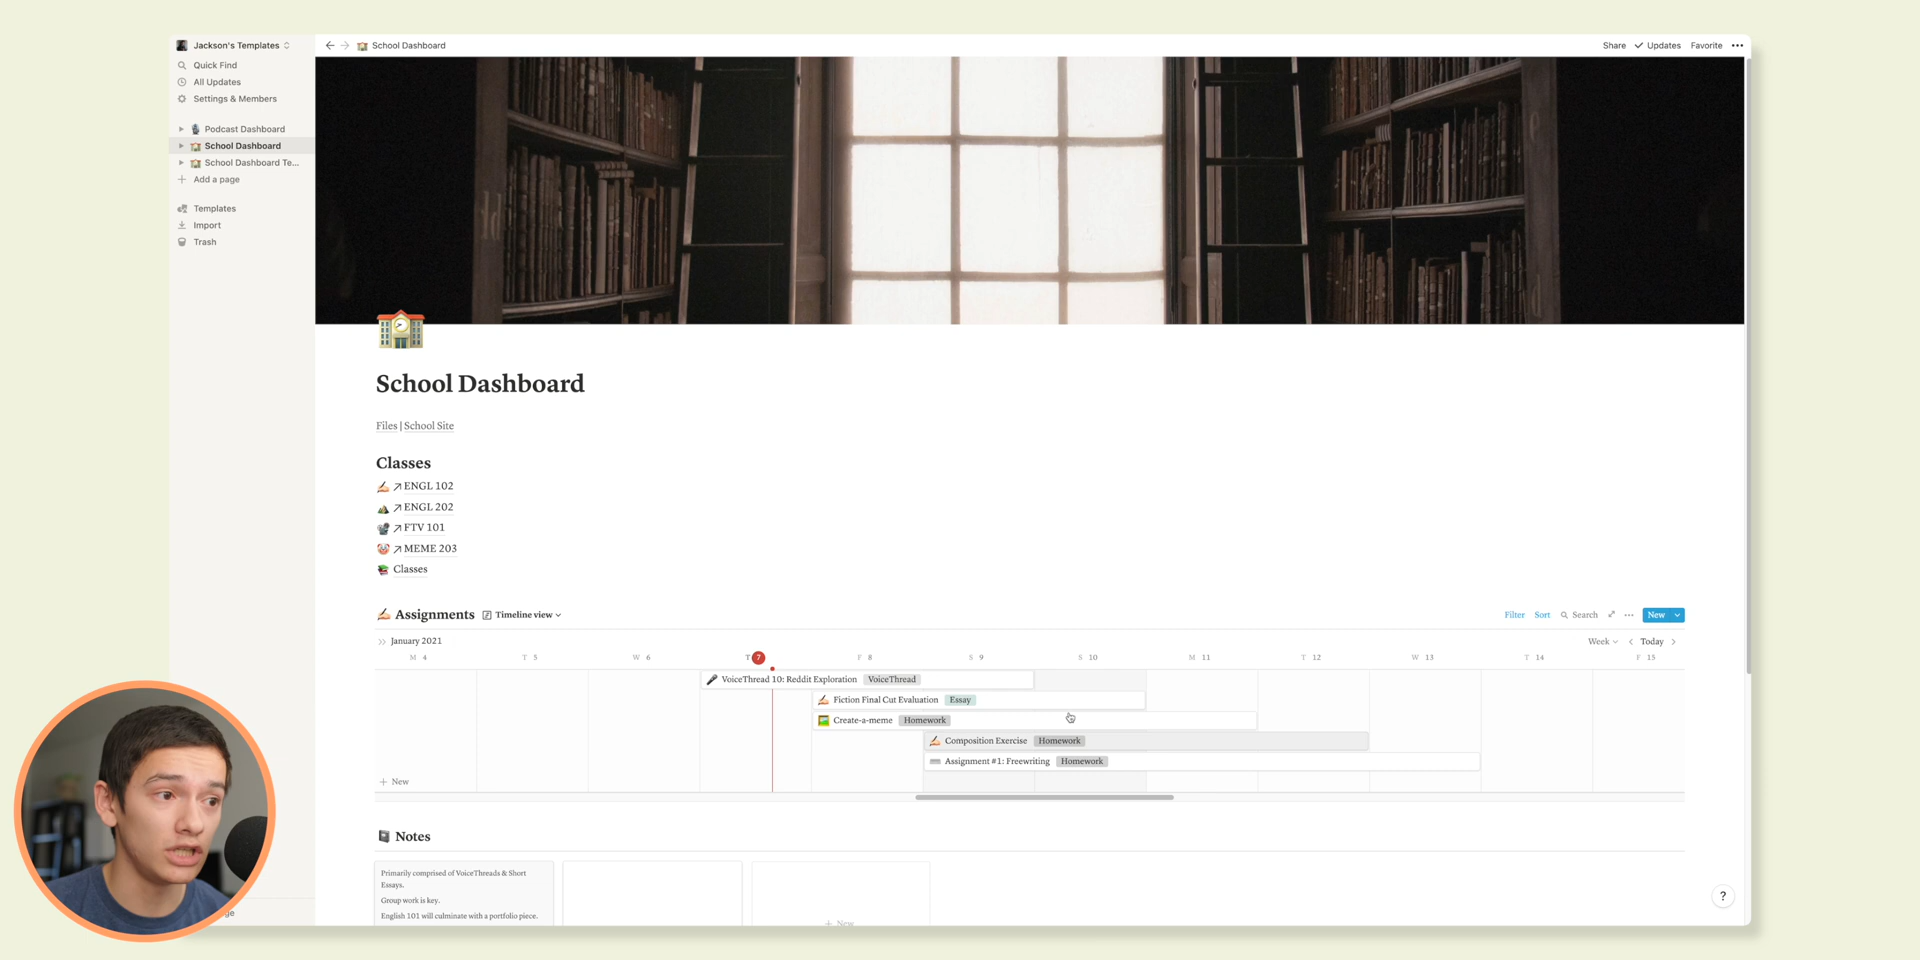 Jackson's Templates
School Dashboard
Share
Updates
Favorite
Quick Find
All Updates
Settings & Members
Podcast Dashboard
School Dashboard
School Dashboard Te...
Add a page
Templates
Import
Trash
School Dashboard
Files | School Site
Classes
ENGL 102
ENGL 202
FTV 101
MEME 203
Classes
Assignments Timeline view
Filter Sort Search New
January 2021
Week Today
M 4 T 5 W 6 T 7 F 8 S 9 S 10 M 11 T 12 W 13 T 14 F 15
VoiceThread 10: Reddit Exploration VoiceThread
Fiction Final Cut Evaluation Essay
Create-a-meme Homework
Composition Exercise Homework
Assignment #1: Freewriting Homework
+ New
Notes
Primarily comprised of VoiceThreads & Short
Essays.
Group work is key.
English 101 will culminate with a portfolio piece.
+ New
?